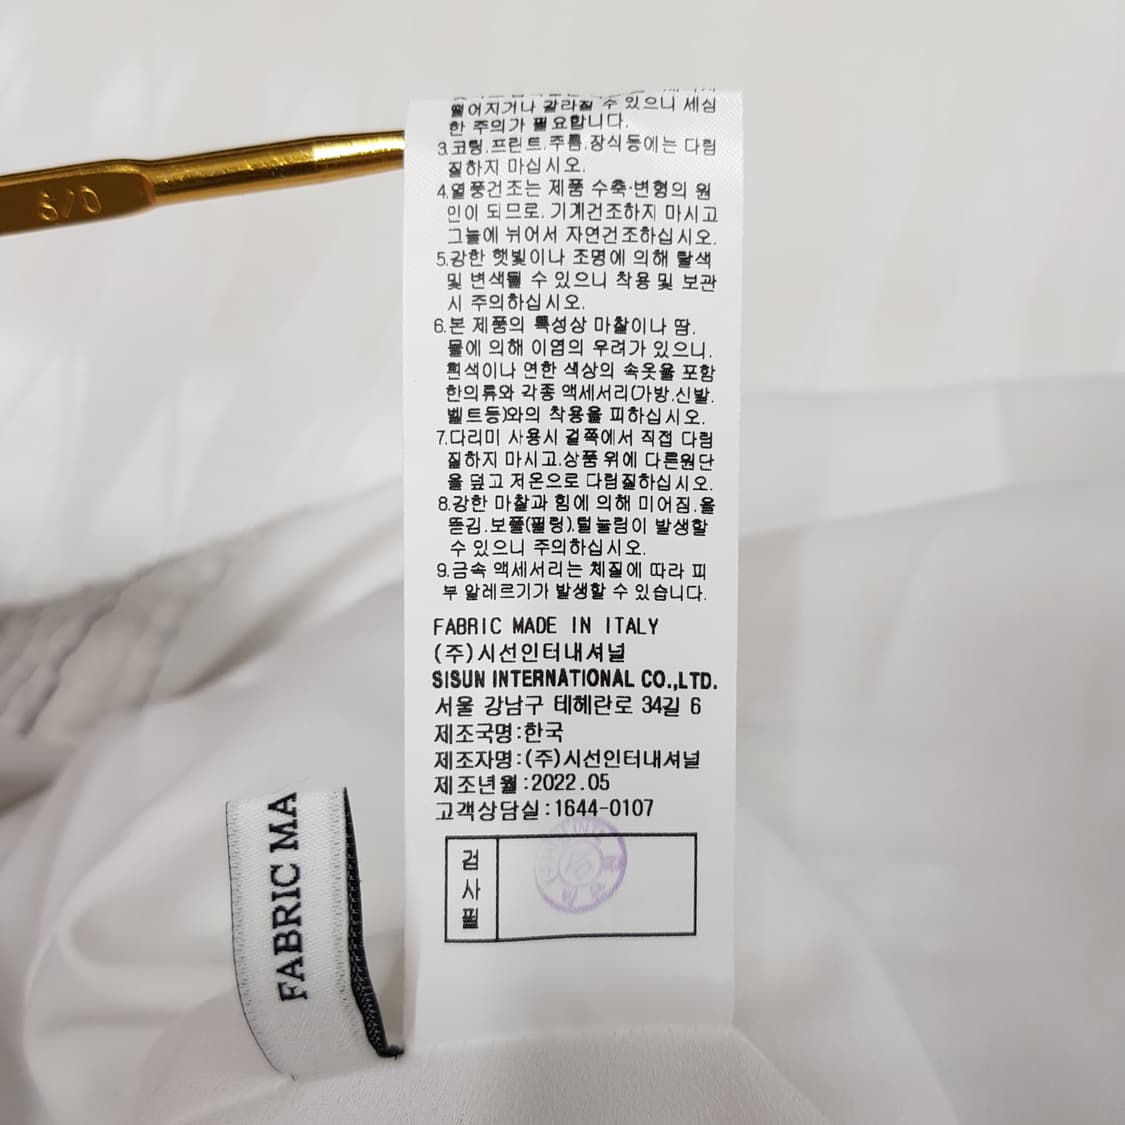 떨어지거나 갈라질 수 있으니 세심
한 주의가 필요합니다.
3.코팅.프린트.주름.장식등에는 다림
질하지 마십시오.
4.열풍건조는 제품 수축·변형의 원
인이 되므로. 기계건조하지 마시고
그늘에 뉘어서 자연건조하십시오.
5.강한 햇빛이나 조명에 의해 탈색
및 변색될 수 있으니 착용 및 보관
시 주의하십시오.
6.본 제품의 특성상 마찰이나 땀.
물에 의해 이염의 우려가 있으니.
흰색이나 연한 색상의 속옷을 포함
한의류와 각종 액세서리(가방.신발.
벨트등)와의 착용을 피하십시오.
7.다리미 사용시 겉쪽에서 직접 다림
질하지 마시고.상품 위에 다른원단
을 덮고 저온으로 다림질하십시오.
8.강한 마찰과 힘에 의해 미어짐.올
뜯김.보풀(필링).털눌림이 발생할
수 있으니 주의하십시오.
9.금속 액세서리는 체질에 따라 피
부 알레르기가 발생할 수 있습니다.
FABRIC MADE IN ITALY
(주)시선인터내셔널
SISUN INTERNATIONAL CO.,LTD.
서울 강남구 테헤란로 34길 6
제조국명:한국
제조자명:(주)시선인터내셔널
제조년월:2022.05
고객상담실:1644-0107
검사필
FABRIC MA
6/0